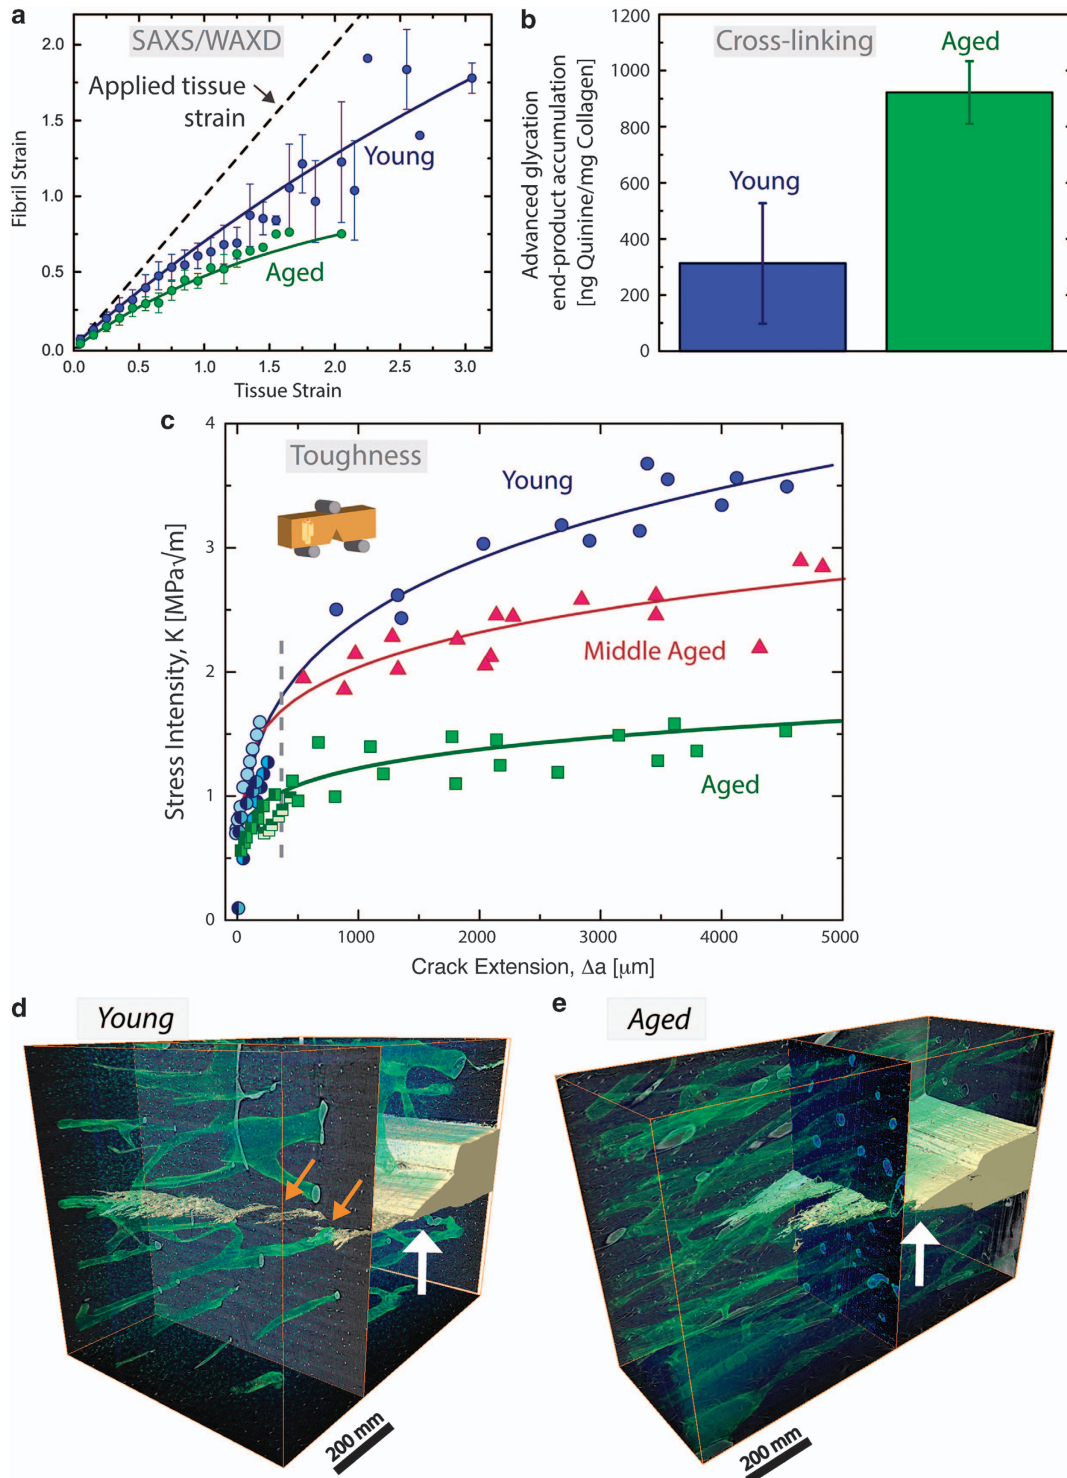 a
SAXS/WAXD
Applied tissue
strain
Young
Aged
Fibril Strain
2.0
1.5
1.0
0.5
0.0
0.0 0.5 1.0 1.5 2.0 2.5 3.0
Tissue Strain
b
Cross-linking
Young
Aged
Advanced glycation
end-product accumulation
[ng Quinine/mg Collagen]
1200
1000
800
600
400
200
0
c
Toughness
Young
Middle Aged
Aged
Stress Intensity, K [MPa√m]
4
3
2
1
0
0 1000 2000 3000 4000 5000
Crack Extension, Δa [μm]
d
Young
200 mm
e
Aged
200 mm